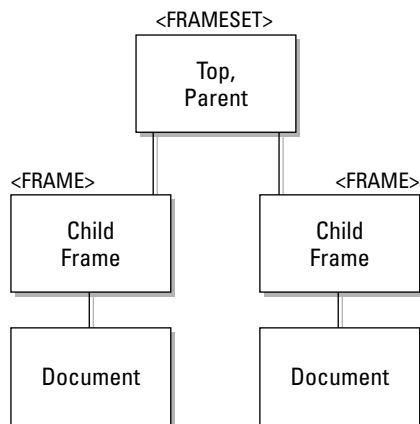 <FRAMESET>
Top,
Parent
<FRAME>
<FRAME>
Child
Frame
Child
Frame
Document
Document